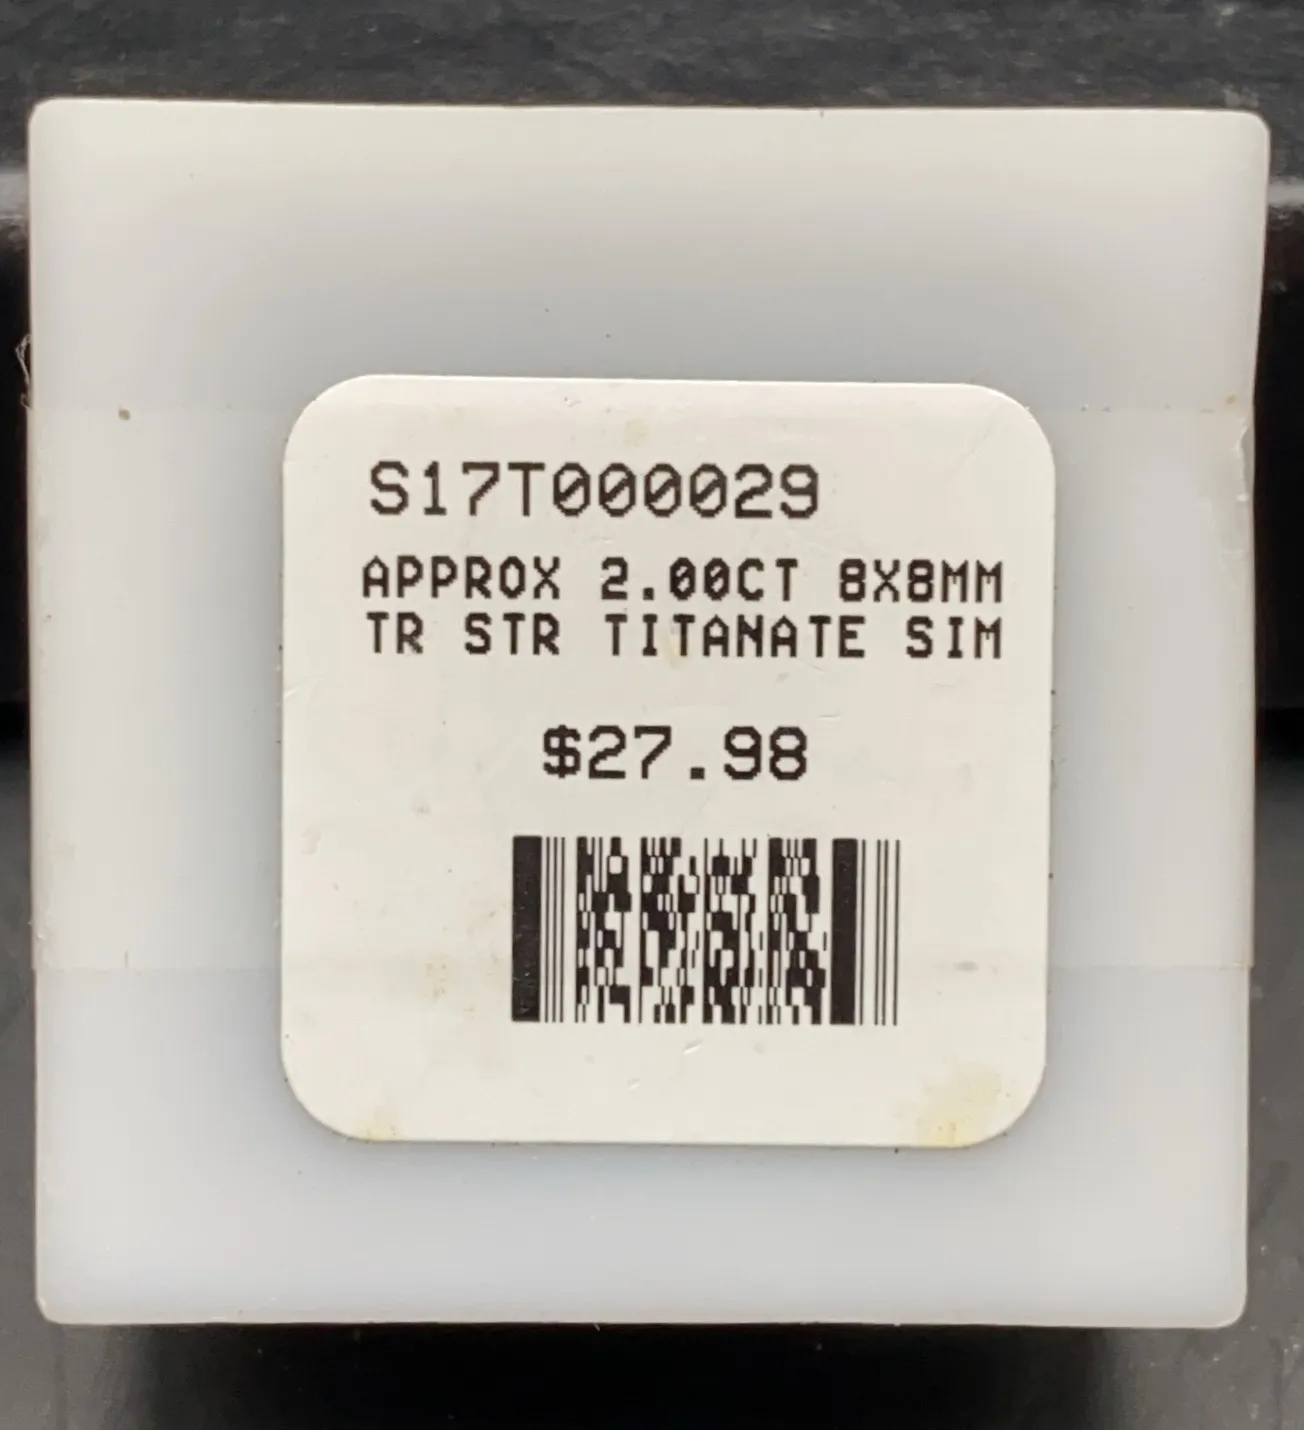 S17T000029
APPROX 2.00CT 8X8MM
TR STR TITANATE SIM
$27.98